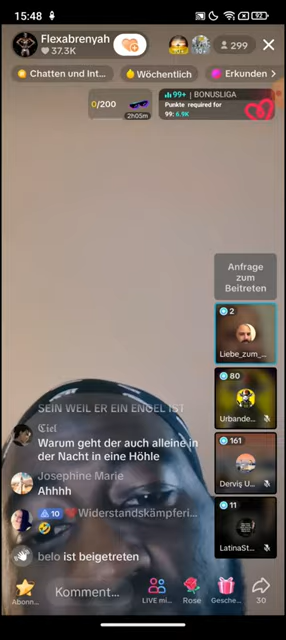 15:48
92
Flexabrenyah
37.3K
299
Chatten und Int...
Wöchentlich
Erkunden
0/200
2h05m
99+ | BONUSLIGA
Punkte required for
99: 6.9K
Anfrage
zum
Beitreten
2
Liebe_zum_...
80
Urbande...
161
Derviş U...
11
LatinaSt...
SEIN WEIL ER EIN ENGEL IST
Ciel
Warum geht der auch alleine in
der Nacht in eine Höhle
Josephine Marie
Ahhhh
10 Widerstandskämpferi...
belo ist beigetreten
Abonn...
Komment...
LIVE mi...
Rose
Gesche...
30